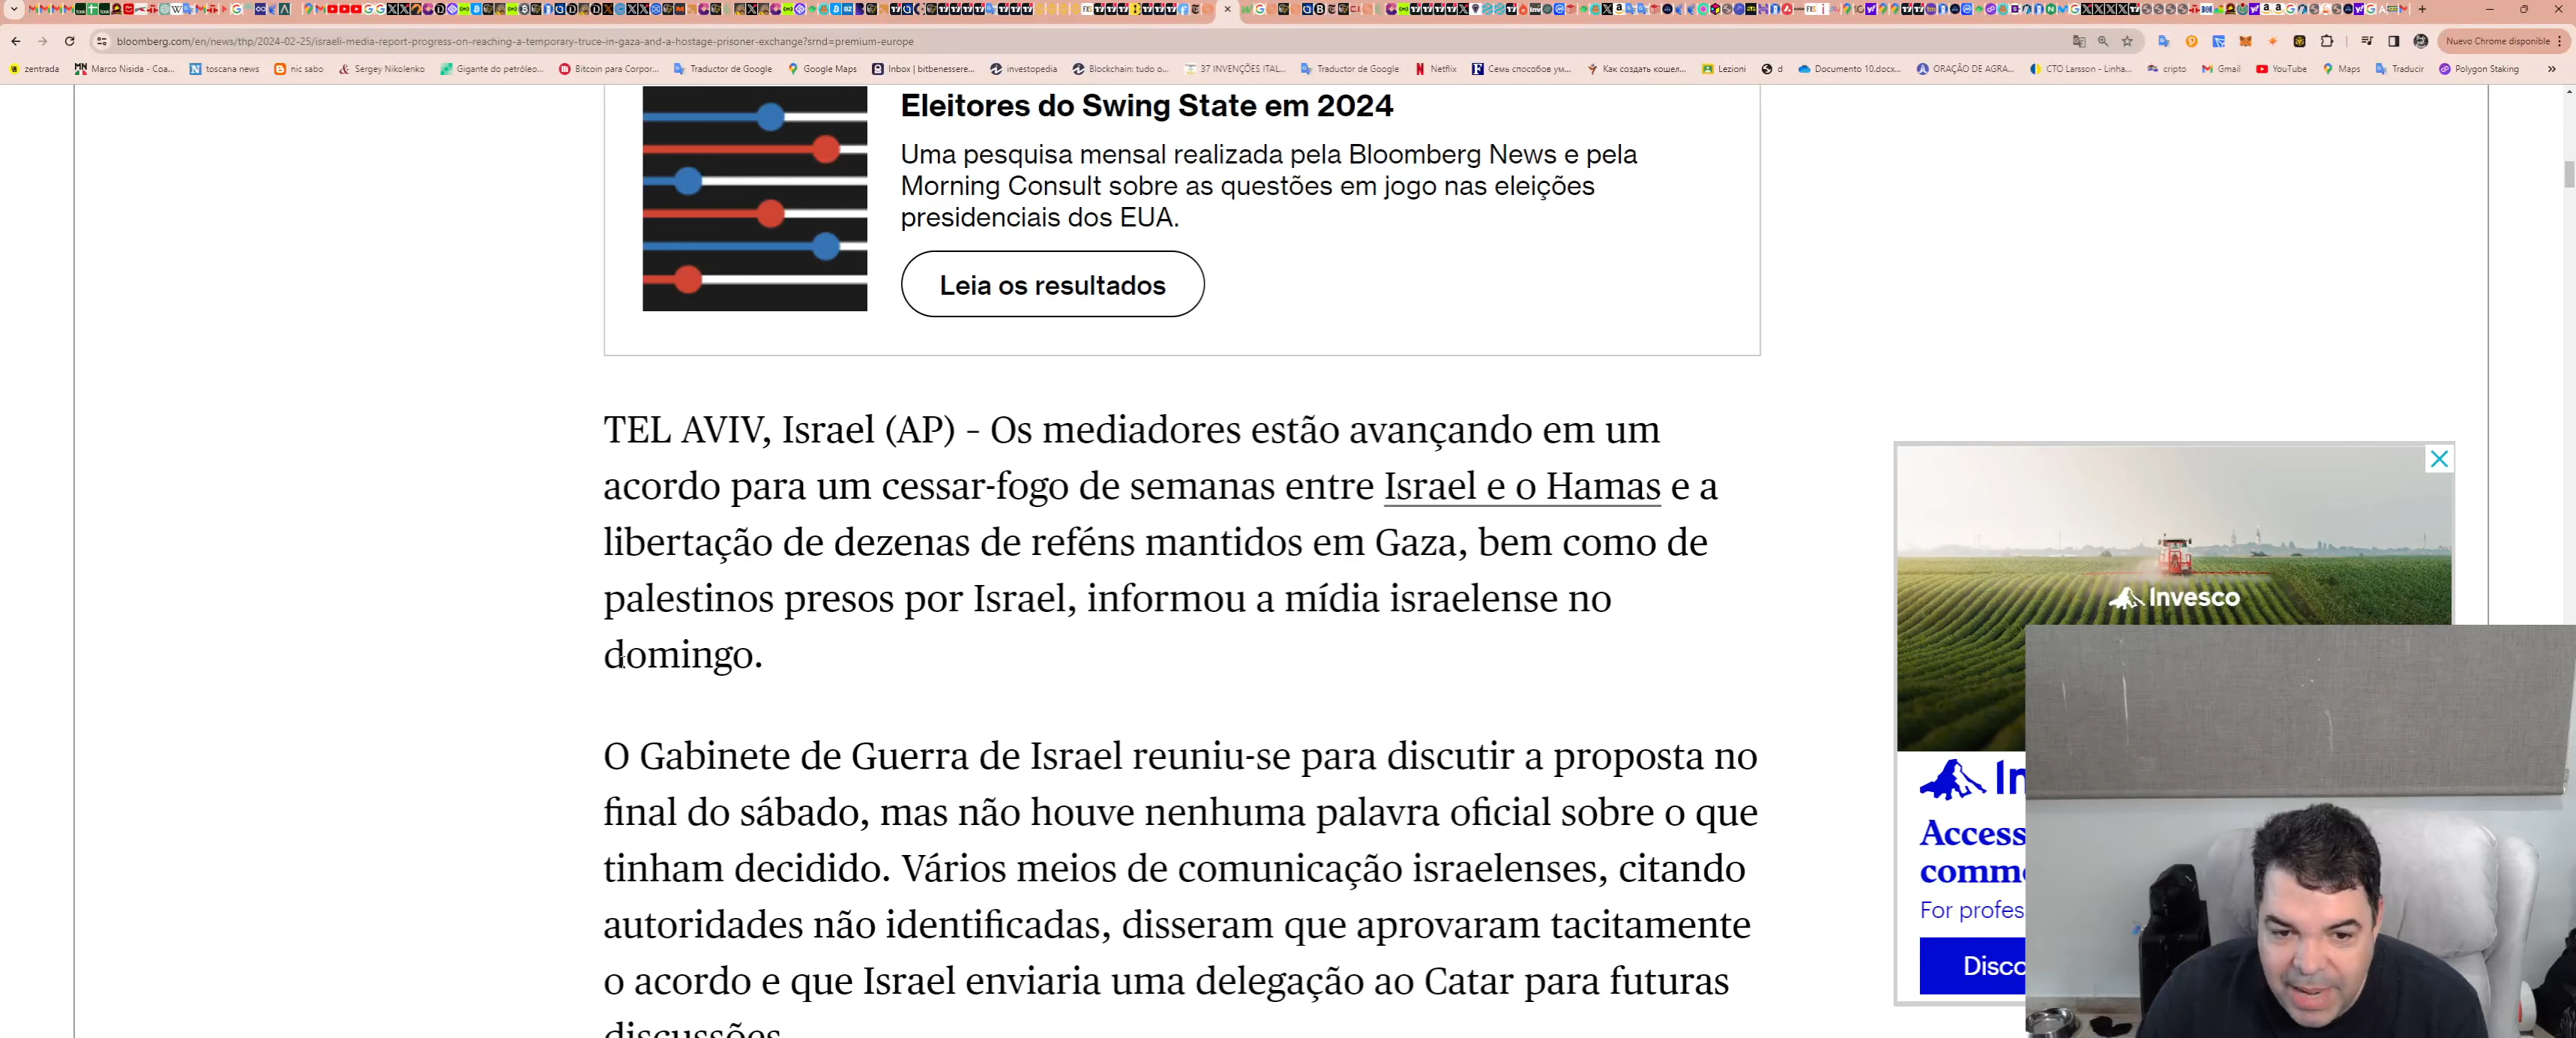 bloomberg.com/en/news/thp/2024-02-25/israeli-media-report-progress-on-reaching-a-temporary-truce-in-gaza-and-a-hostage-prisoner-exchange?srnd=premium-europe
Nuevo Chrome disponible
zentrada
Marco Nisida - Coa...
toscana news
nic sabo
Sergey Nikolenko
Gigante do petróleo...
Bitcoin para Corpor...
Traductor de Google
Google Maps
Inbox | bitbenessere...
investopedia
Blockchain: tudo o...
37 INVENÇÕES ITAL...
Traductor de Google
Netflix
Семь способов ум...
Как создать кошел...
Lezioni
d
Documento 10.docx...
ORAÇÃO DE AGRA...
CTO Larsson - Linha...
cripto
Gmail
YouTube
Maps
Traducir
Polygon Staking
Eleitores do Swing State em 2024
Uma pesquisa mensal realizada pela Bloomberg News e pela
Morning Consult sobre as questões em jogo nas eleições
presidenciais dos EUA.
Leia os resultados
TEL AVIV, Israel (AP) – Os mediadores estão avançando em um
acordo para um cessar-fogo de semanas entre Israel e o Hamas e a
libertação de dezenas de reféns mantidos em Gaza, bem como de
palestinos presos por Israel, informou a mídia israelense no
domingo.
O Gabinete de Guerra de Israel reuniu-se para discutir a proposta no
final do sábado, mas não houve nenhuma palavra oficial sobre o que
tinham decidido. Vários meios de comunicação israelenses, citando
autoridades não identificadas, disseram que aprovaram tacitamente
o acordo e que Israel enviaria uma delegação ao Catar para futuras
discussões.
Invesco
In
Access
comm
For profes
Disco